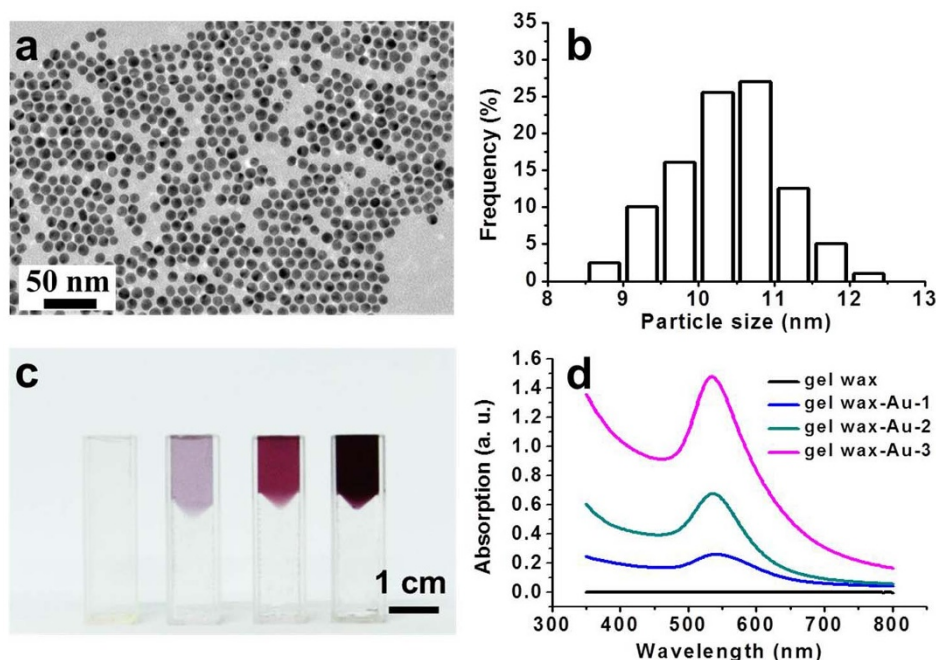 a
50 nm
b
Frequency (%)
35
30
25
20
15
10
5
0
8 9 10 11 12 13
Particle size (nm)
c
1 cm
d
gel wax
gel wax-Au-1
gel wax-Au-2
gel wax-Au-3
Absorption (a. u.)
1.6
1.4
1.2
1.0
0.8
0.6
0.4
0.2
0.0
300 400 500 600 700 800
Wavelength (nm)